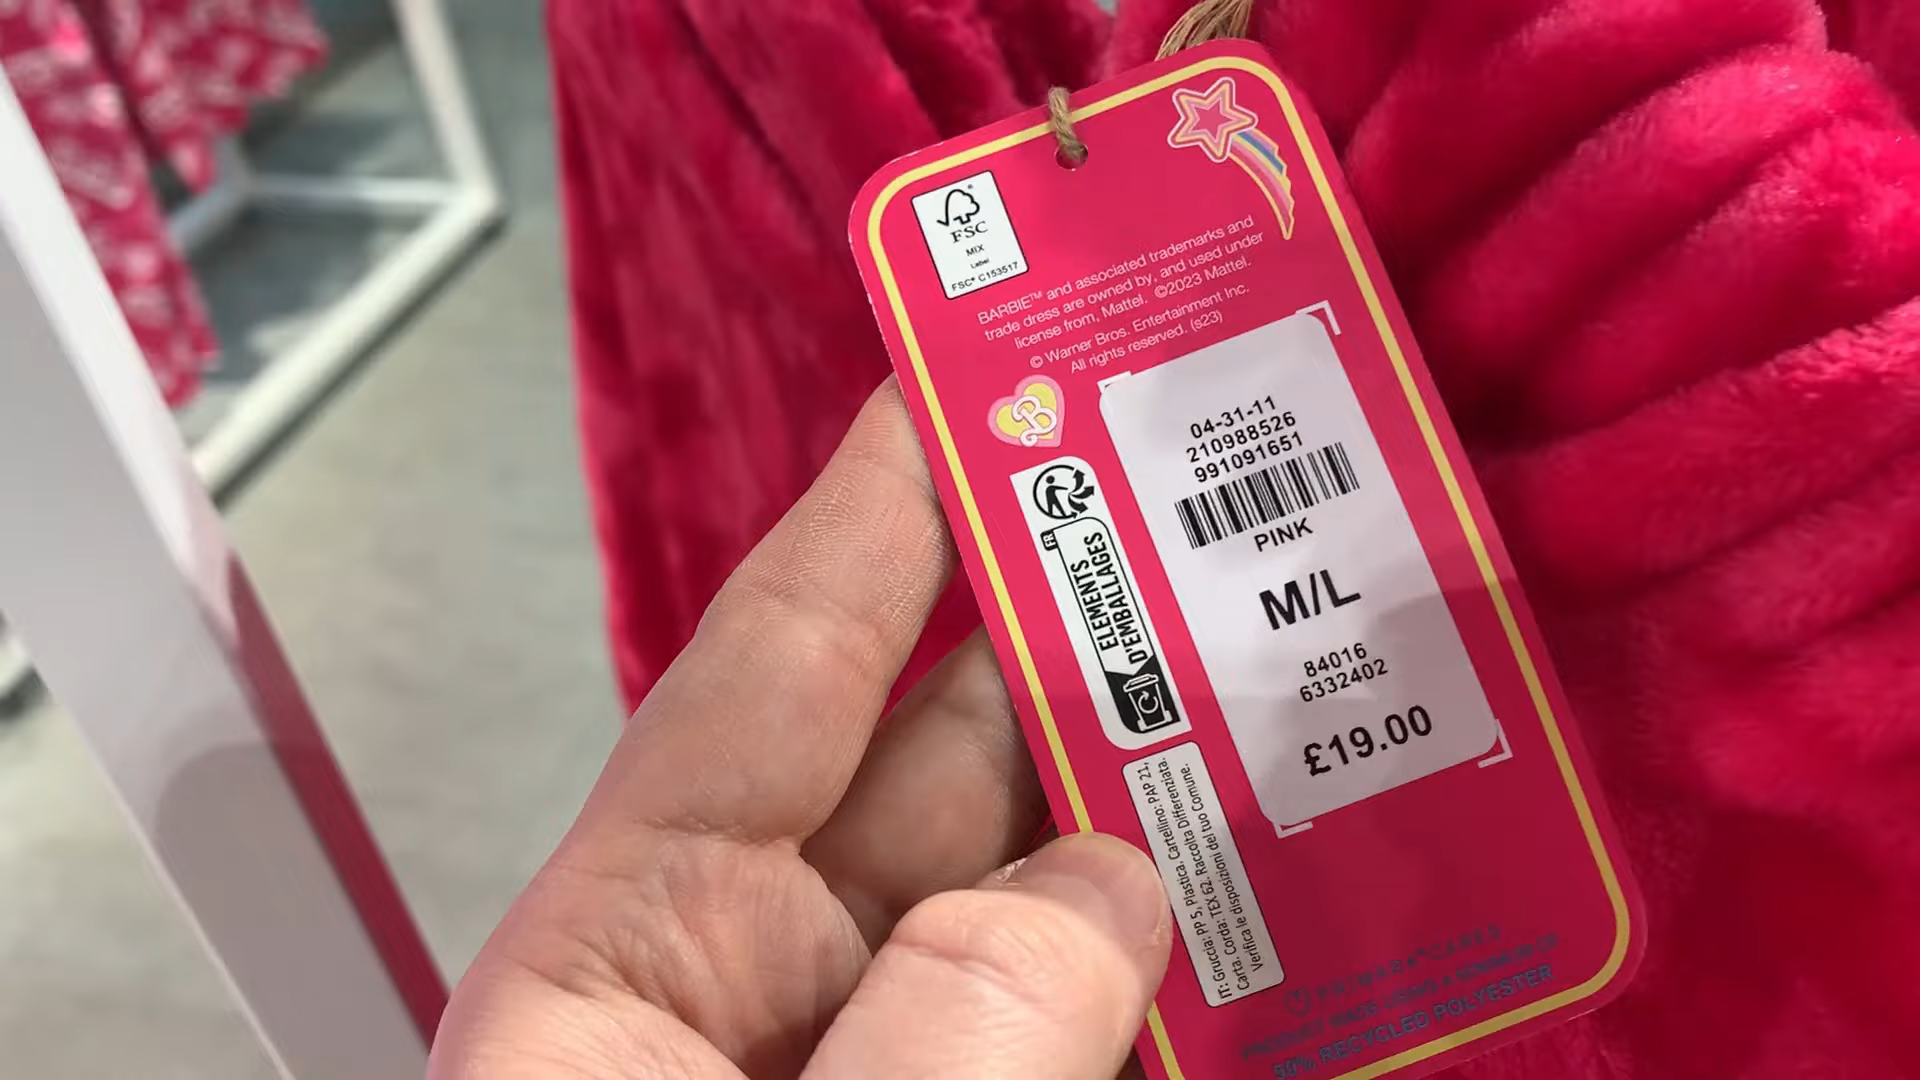 FSC®
MIX
Label
FSC® C153517
BARBIE™ and associated trademarks and
trade dress are owned by, and used under
license from, Mattel. ©2023 Mattel.
© Warner Bros. Entertainment Inc.
All rights reserved. (s23)
B
04-31-11
210988526
991091651
PINK
M/L
84016
6332402
£19.00
FR
ELEMENTS
D'EMBALLAGES
IT: Gruccia: PP 5, Plastica, Cartellino: PAP 21,
Carta. Corda: TEX 62. Raccolta Differenziata.
Verifica le disposizioni del tuo Comune.
PRIMARK CARES
PRODUCT MADE USING A MINIMUM OF
50% RECYCLED POLYESTER